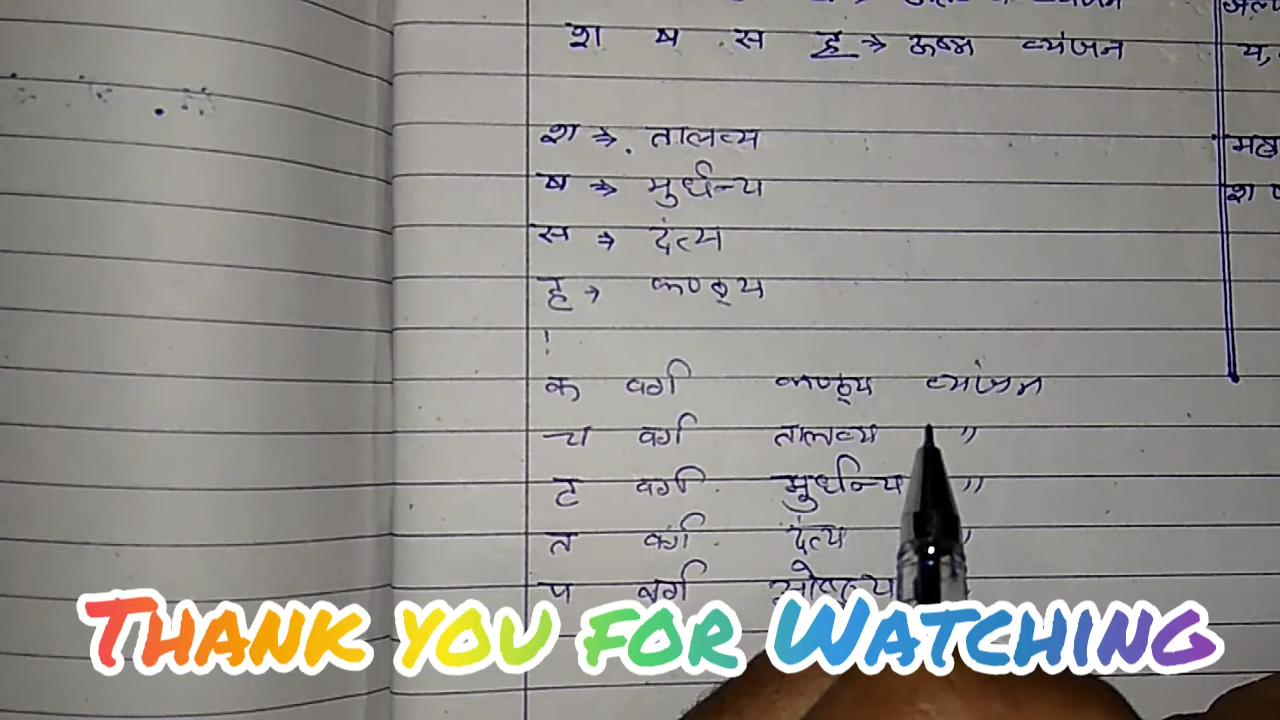 श ष स ह → ऊष्म व्यंजन
श ⇒ तालव्य
ष ⇒ मुर्धन्य
स ⇒ दंत्य
ह → कण्ठ्य
क वर्ग कण्ठ्य व्यंजन
च वर्ग तालव्य "
ट वर्ग मुर्धन्य "
त वर्ग दंत्य "
प वर्ग
य,
श ष
THANK YOU FOR WATCHING